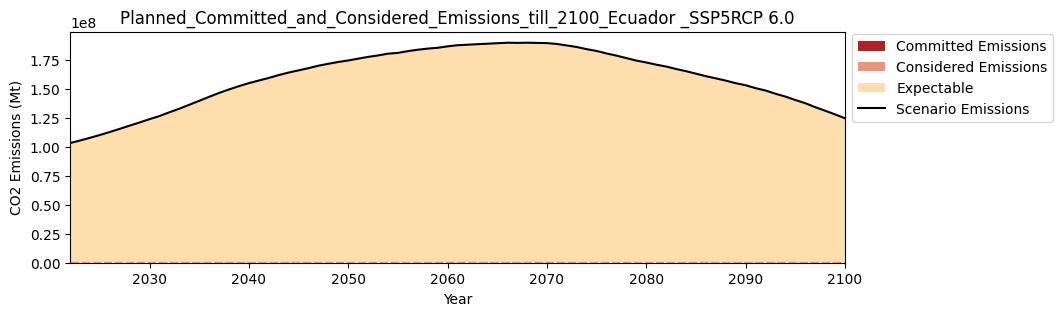 Planned_Committed_and_Considered_Emissions_till_2100_Ecuador _SSP5RCP 6.0
1e8
1.75
1.50
1.25
1.00
0.75
0.50
0.25
0.00
CO2 Emissions (Mt)
2030 2040 2050 2060 2070 2080 2090 2100
Year
Committed Emissions
Considered Emissions
Expectable
Scenario Emissions